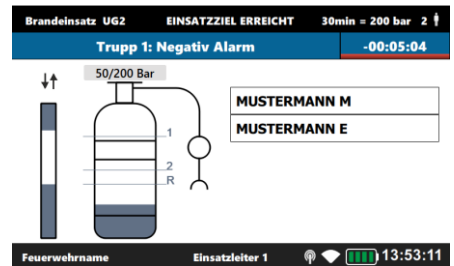 Brandeinsatz UG2 EINSATZZIEL ERREICHT 30min = 200 bar 2
Trupp 1: Negativ Alarm -00:05:04
50/200 Bar
MUSTERMANN M
1
MUSTERMANN E
2
R
Feuerwehrname Einsatzleiter 1 13:53:11